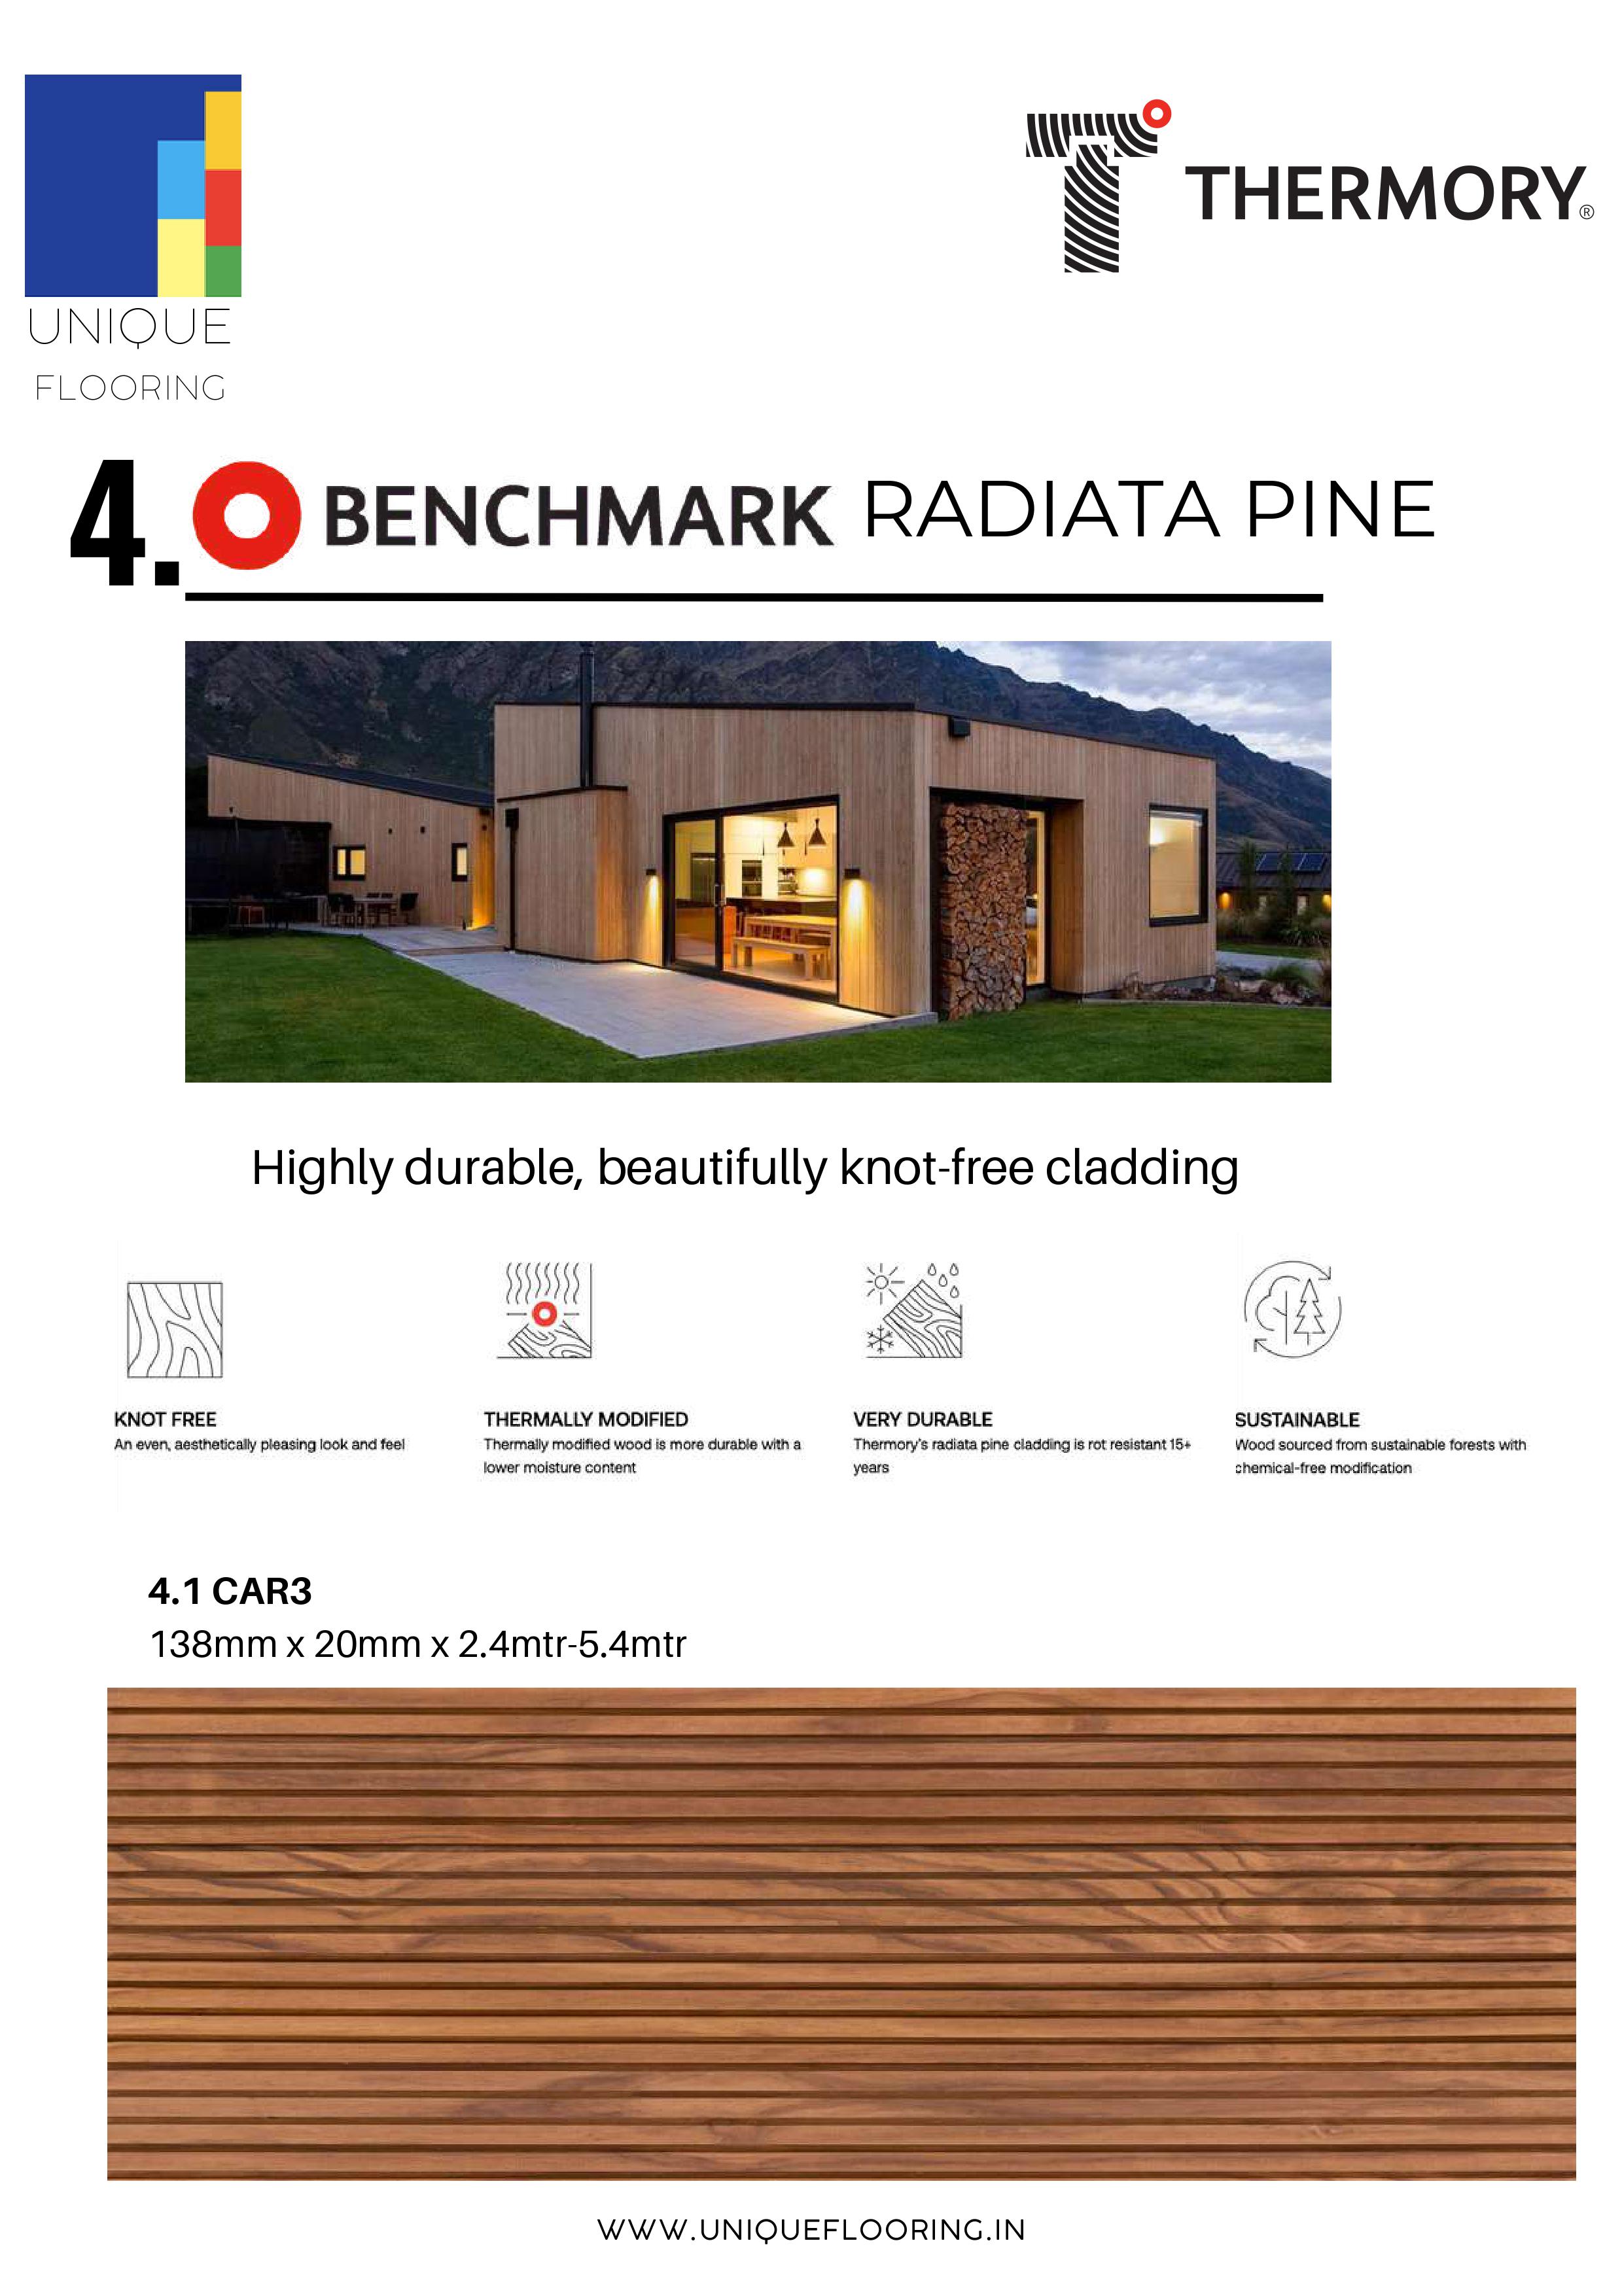 UNIQUE
FLOORING
THERMORY®
4. BENCHMARK RADIATA PINE
Highly durable, beautifully knot-free cladding
KNOT FREE
An even, aesthetically pleasing look and feel
THERMALLY MODIFIED
Thermally modified wood is more durable with a
lower moisture content
VERY DURABLE
Thermory's radiata pine cladding is rot resistant 15+
years
SUSTAINABLE
Wood sourced from sustainable forests with
chemical-free modification
4.1 CAR3
138mm x 20mm x 2.4mtr-5.4mtr
WWW.UNIQUEFLOORING.IN